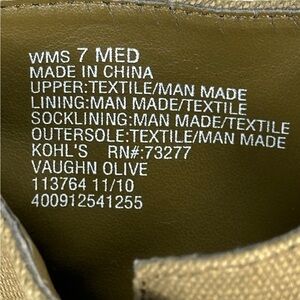 WMS 7 MED
MADE IN CHINA
UPPER:TEXTILE/MAN MADE
LINING:MAN MADE/TEXTILE
SOCKLINING:MAN MADE/TEXTILE
OUTERSOLE:TEXTILE/MAN MADE
KOHL'S RN#:73277
VAUGHN OLIVE
113764 11/10
400912541255